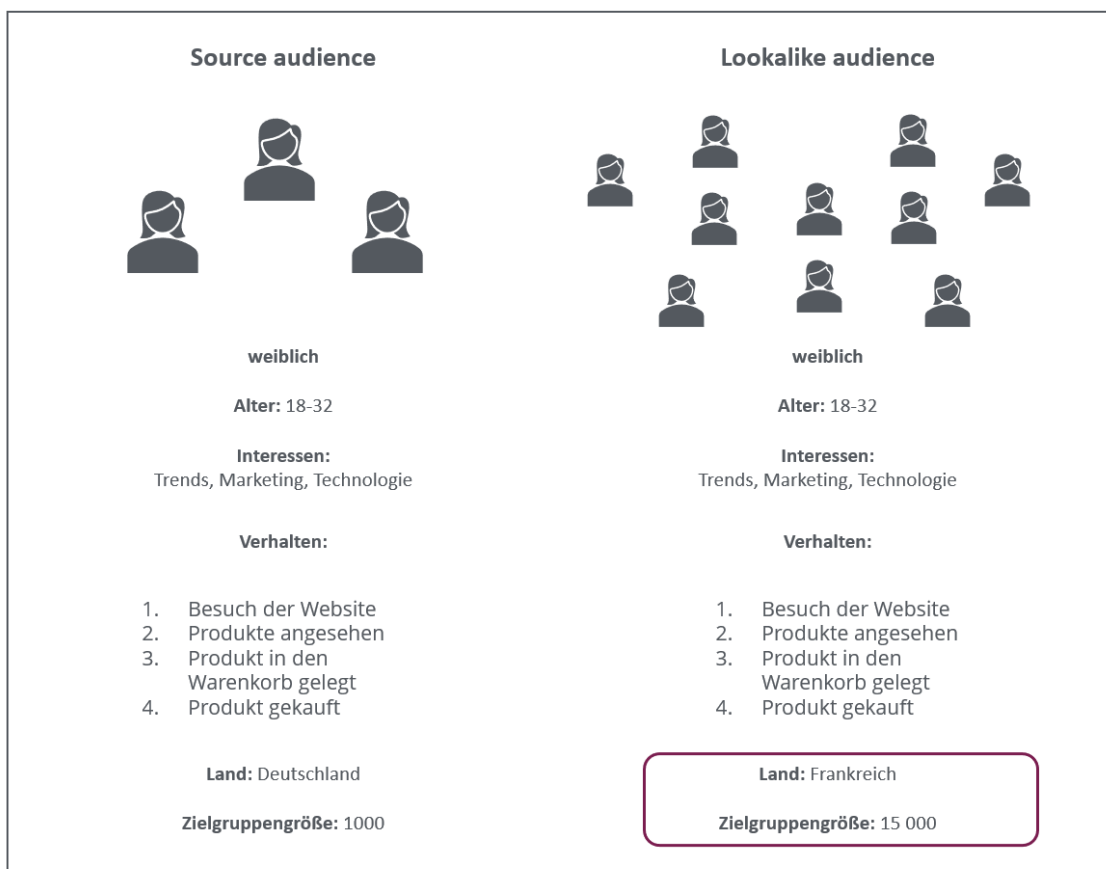 Source audience
weiblich
Alter: 18-32
Interessen:
Trends, Marketing, Technologie
Verhalten:
1. Besuch der Website
2. Produkte angesehen
3. Produkt in den
Warenkorb gelegt
4. Produkt gekauft
Land: Deutschland
Zielgruppengröße: 1000
Lookalike audience
weiblich
Alter: 18-32
Interessen:
Trends, Marketing, Technologie
Verhalten:
1. Besuch der Website
2. Produkte angesehen
3. Produkt in den
Warenkorb gelegt
4. Produkt gekauft
Land: Frankreich
Zielgruppengröße: 15 000